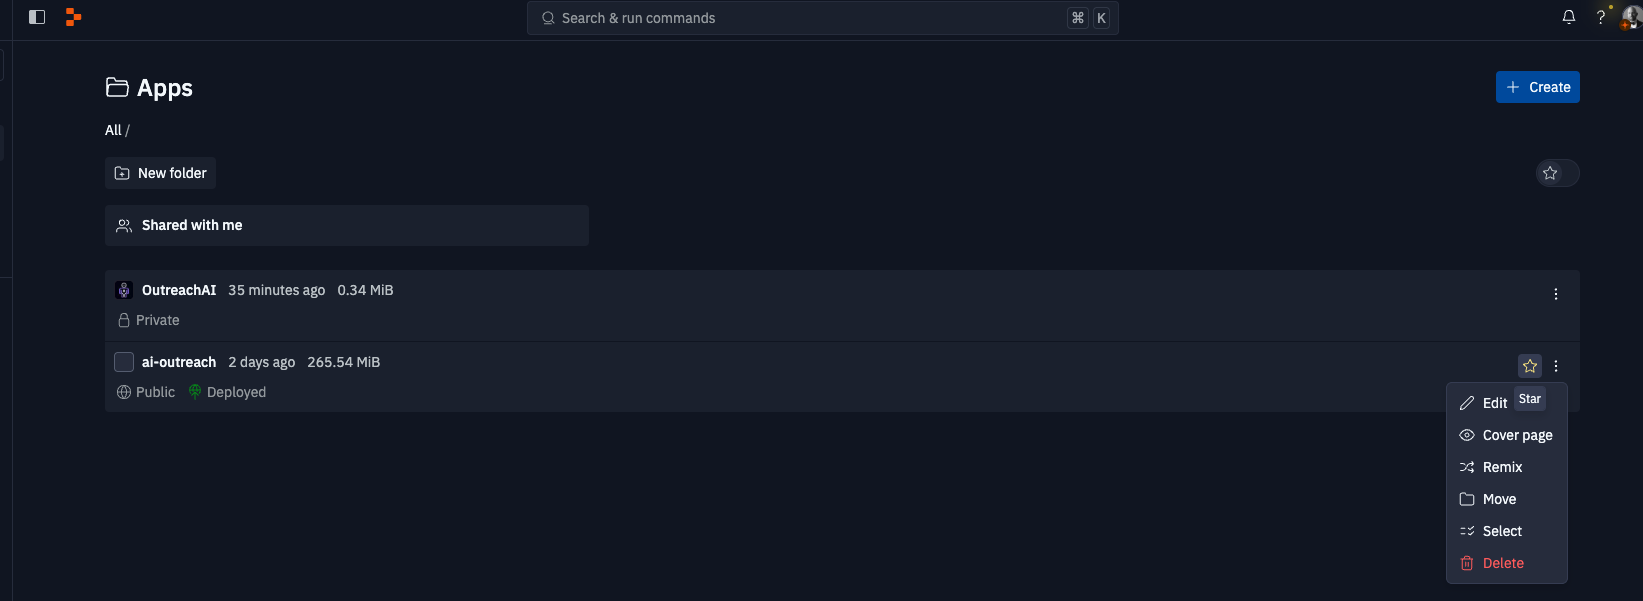 Search & run commands ⌘ K
?
Apps
+ Create
All /
New folder
Shared with me
OutreachAI 35 minutes ago 0.34 MiB
Private
ai-outreach 2 days ago 265.54 MiB
Public Deployed
Edit Star
Cover page
Remix
Move
Select
Delete